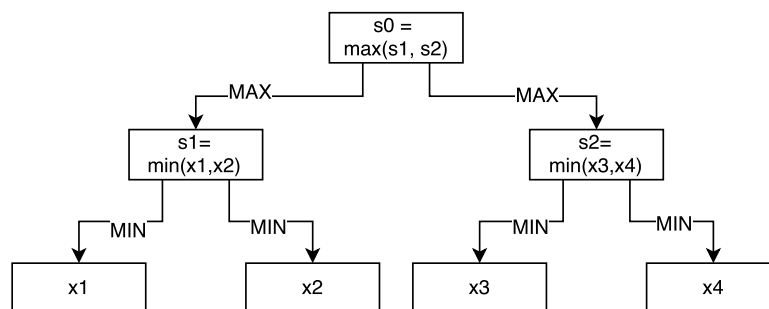 s0 =
max(s1, s2)
MAX
MAX
s1=
min(x1,x2)
s2=
min(x3,x4)
MIN
MIN
MIN
MIN
x1
x2
x3
x4